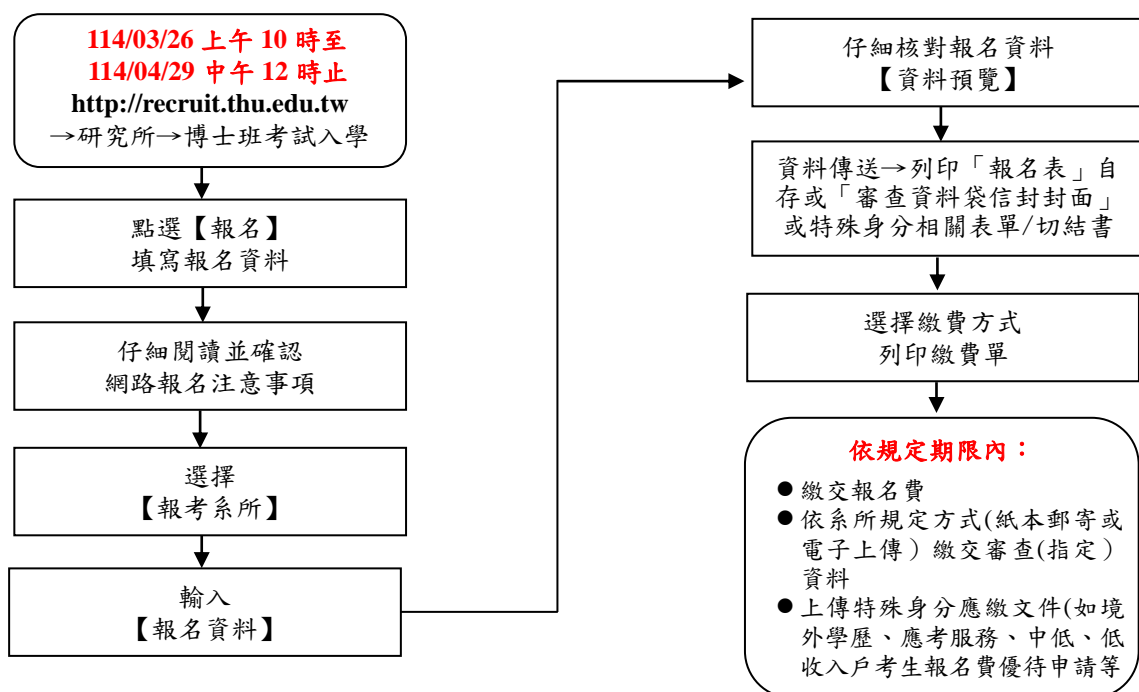 114/03/26 上午 10 時至
114/04/29 中午 12 時止
http://recruit.thu.edu.tw
→研究所→博士班考試入學
點選【報名】
填寫報名資料
仔細閱讀並確認
網路報名注意事項
選擇
【報考系所】
輸入
【報名資料】
仔細核對報名資料
【資料預覽】
資料傳送→列印「報名表」自
存或「審查資料袋信封封面」
或特殊身分相關表單/切結書
選擇繳費方式
列印繳費單
依規定期限內：
● 繳交報名費
● 依系所規定方式(紙本郵寄或
電子上傳）繳交審查(指定）
資料
● 上傳特殊身分應繳文件(如境
外學歷、應考服務、中低、低
收入戶考生報名費優待申請等